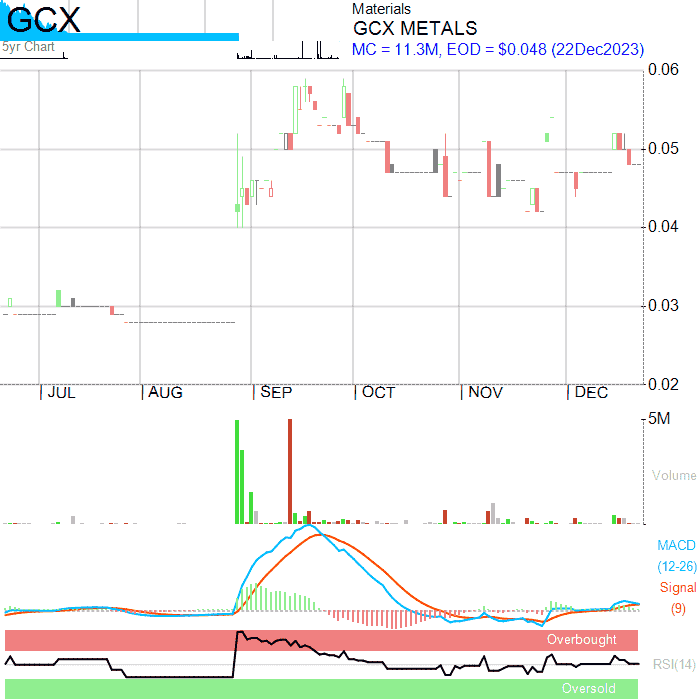 GCX
5yr Chart
Materials
GCX METALS
MC = 11.3M, EOD = $0.048 (22Dec2023)
0.06
0.05
0.04
0.03
0.02
JUL
AUG
SEP
OCT
NOV
DEC
5M
Volume
MACD
(12-26)
Signal
(9)
Overbought
RSI(14)
Oversold